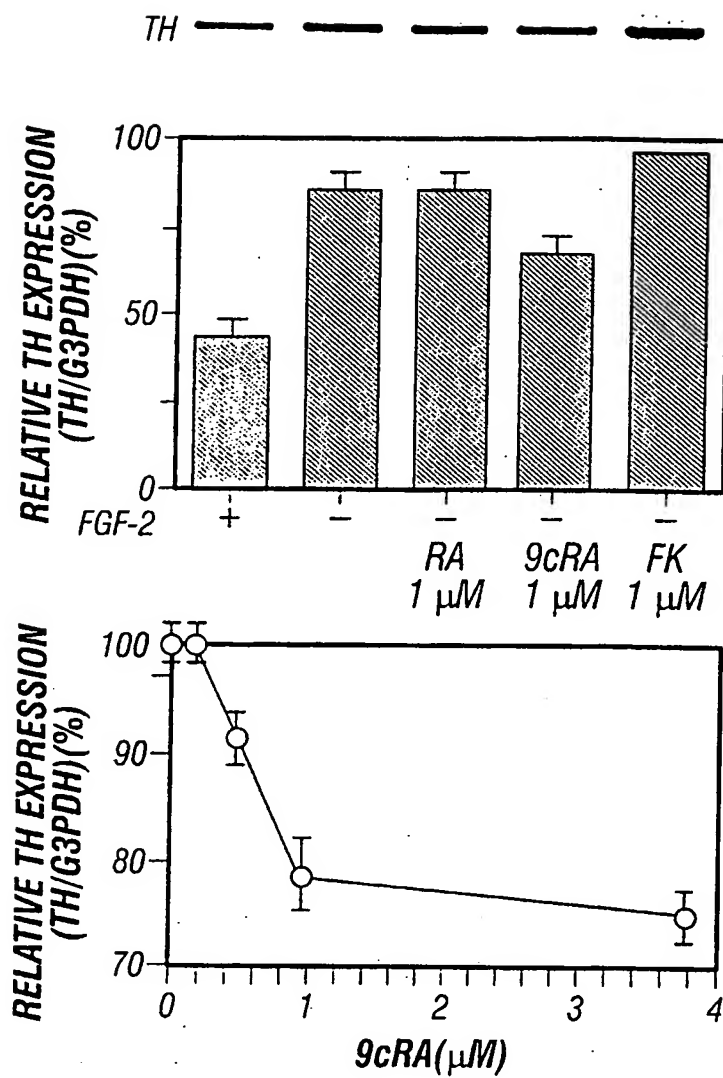 TH
RELATIVE TH EXPRESSION
(TH/G3PDH)(%)
100
50
0
FGF-2 + – – – –
RA 9cRA FK
1 μM 1 μM 1 μM
RELATIVE TH EXPRESSION
(TH/G3PDH)(%)
100
90
80
70
0 1 2 3 4
9cRA(μM)